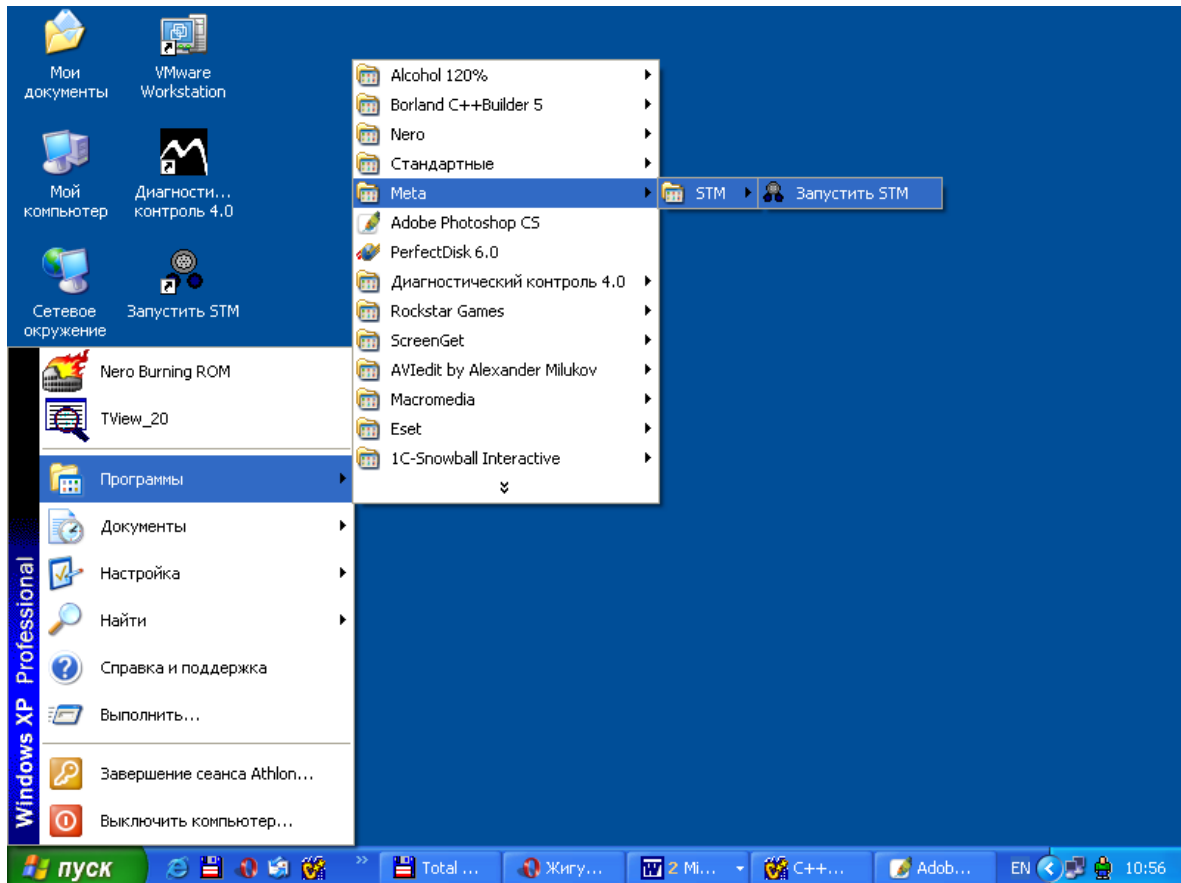 Мои
документы
VMware
Workstation
Мой
компьютер
Диагности...
контроль 4.0
Сетевое
окружение
Запустить STM
Alcohol 120%
Borland C++Builder 5
Nero
Стандартные
Meta
STM
Запустить STM
Adobe Photoshop CS
PerfectDisk 6.0
Диагностический контроль 4.0
Rockstar Games
ScreenGet
AVIedit by Alexander Milukov
Macromedia
Eset
1C-Snowball Interactive
Nero Burning ROM
TView_20
Программы
Документы
Настройка
Найти
Справка и поддержка
Выполнить...
Завершение сеанса Athlon...
Выключить компьютер...
Windows XP Professional
пуск
Total ...
Жигу...
2 Mi...
C++...
Adob...
EN
10:56